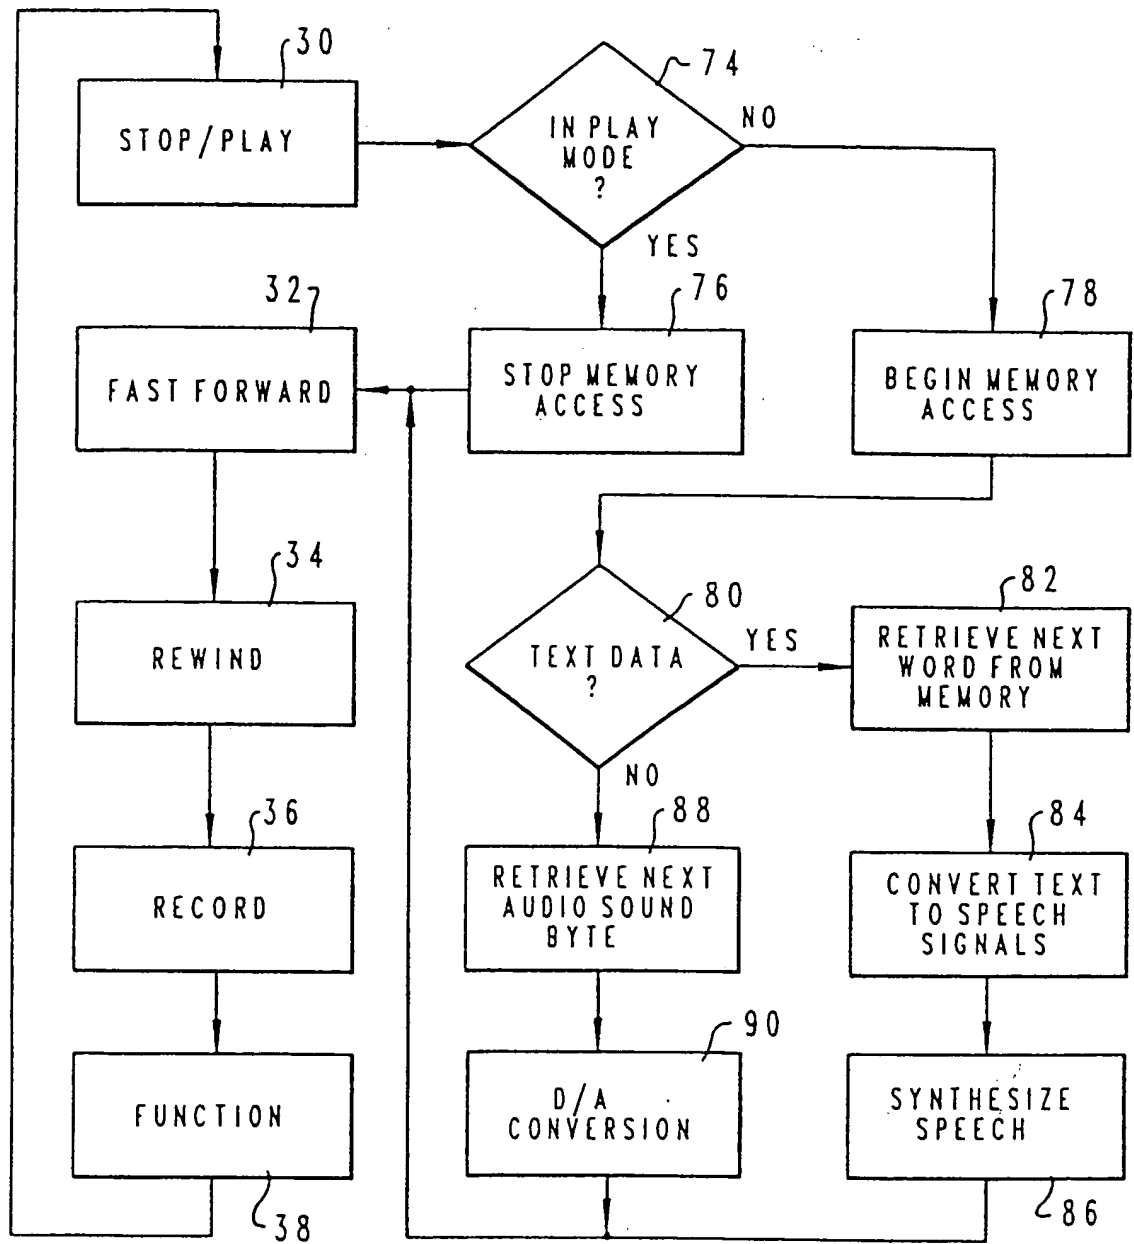 30
STOP/PLAY
74
IN PLAY
MODE
?
NO
YES
32
FAST FORWARD
76
STOP MEMORY
ACCESS
78
BEGIN MEMORY
ACCESS
34
REWIND
80
TEXT DATA
?
YES
NO
82
RETRIEVE NEXT
WORD FROM
MEMORY
36
RECORD
88
RETRIEVE NEXT
AUDIO SOUND
BYTE
84
CONVERT TEXT
TO SPEECH
SIGNALS
FUNCTION
38
90
D/A
CONVERSION
SYNTHESIZE
SPEECH
86